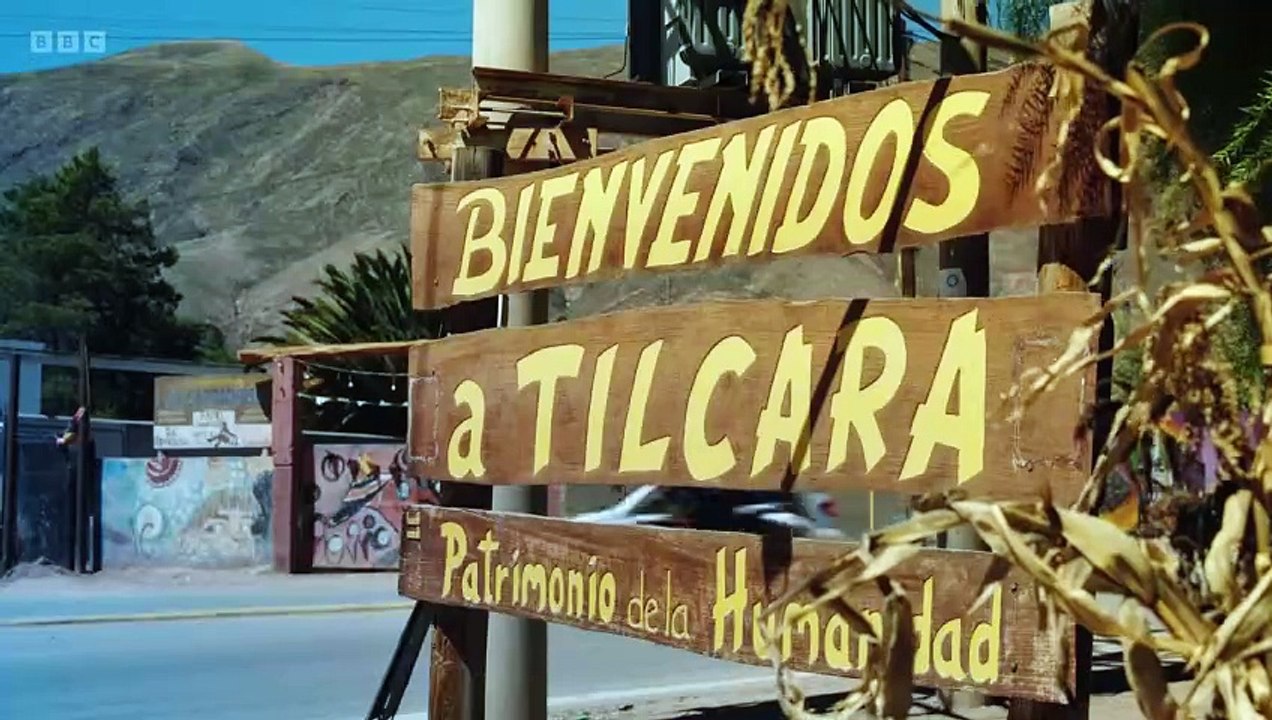 BBC
BIENVENIDOS
a TILCARA
Patrimonio de la Humanidad